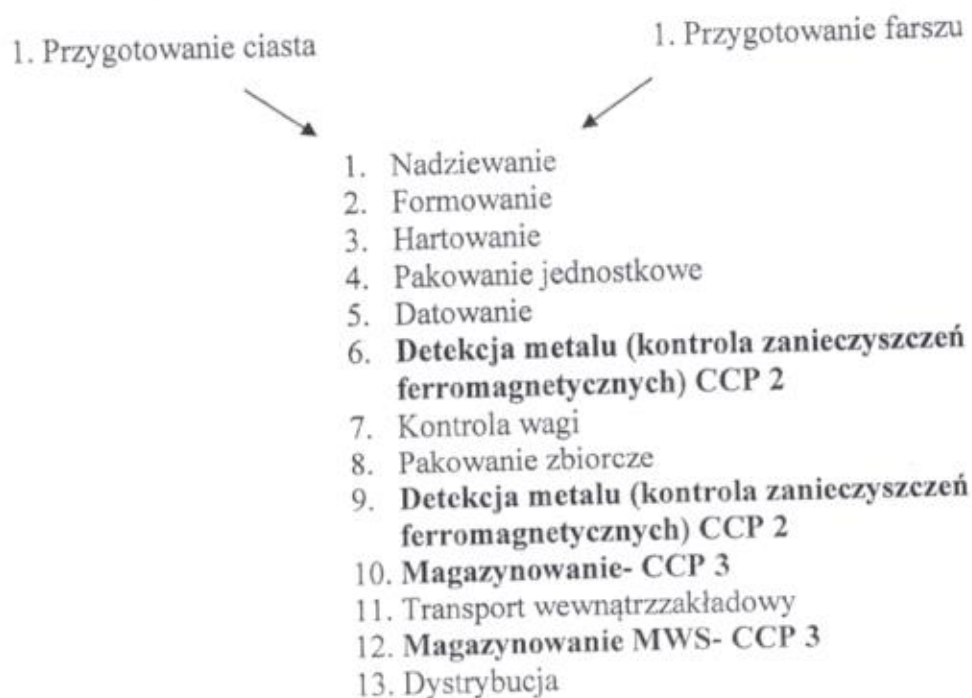 1. Przygotowanie ciasta
1. Przygotowanie farszu
1. Nadziewanie
2. Formowanie
3. Hartowanie
4. Pakowanie jednostkowe
5. Datowanie
6. Detekcja metalu (kontrola zanieczyszczeń
ferromagnetycznych) CCP 2
7. Kontrola wagi
8. Pakowanie zbiorcze
9. Detekcja metalu (kontrola zanieczyszczeń
ferromagnetycznych) CCP 2
10. Magazynowanie- CCP 3
11. Transport wewnątrzzakładowy
12. Magazynowanie MWS- CCP 3
13. Dystrybucja